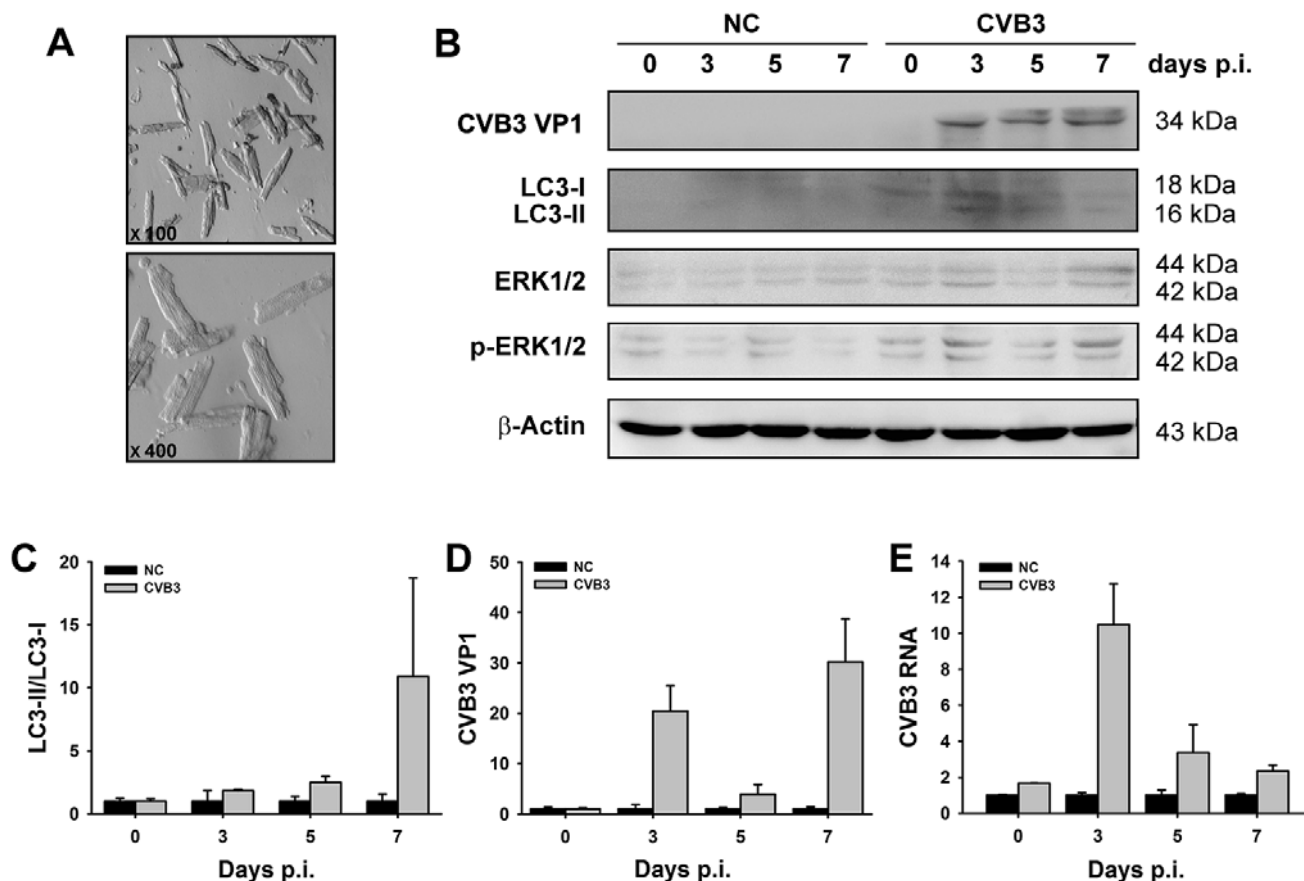 A
x 100
x 400
B
NC CVB3
0 3 5 7 0 3 5 7 days p.i.
CVB3 VP1 34 kDa
LC3-I 18 kDa
LC3-II 16 kDa
ERK1/2 44 kDa
42 kDa
p-ERK1/2 44 kDa
42 kDa
β-Actin 43 kDa
C
NC
CVB3
LC3-II/LC3-I
20
15
10
5
0
0 3 5 7
Days p.i.
D
NC
CVB3
CVB3 VP1
50
40
30
20
10
0
0 3 5 7
Days p.i.
E
NC
CVB3
CVB3 RNA
14
12
10
8
6
4
2
0
0 3 5 7
Days p.i.